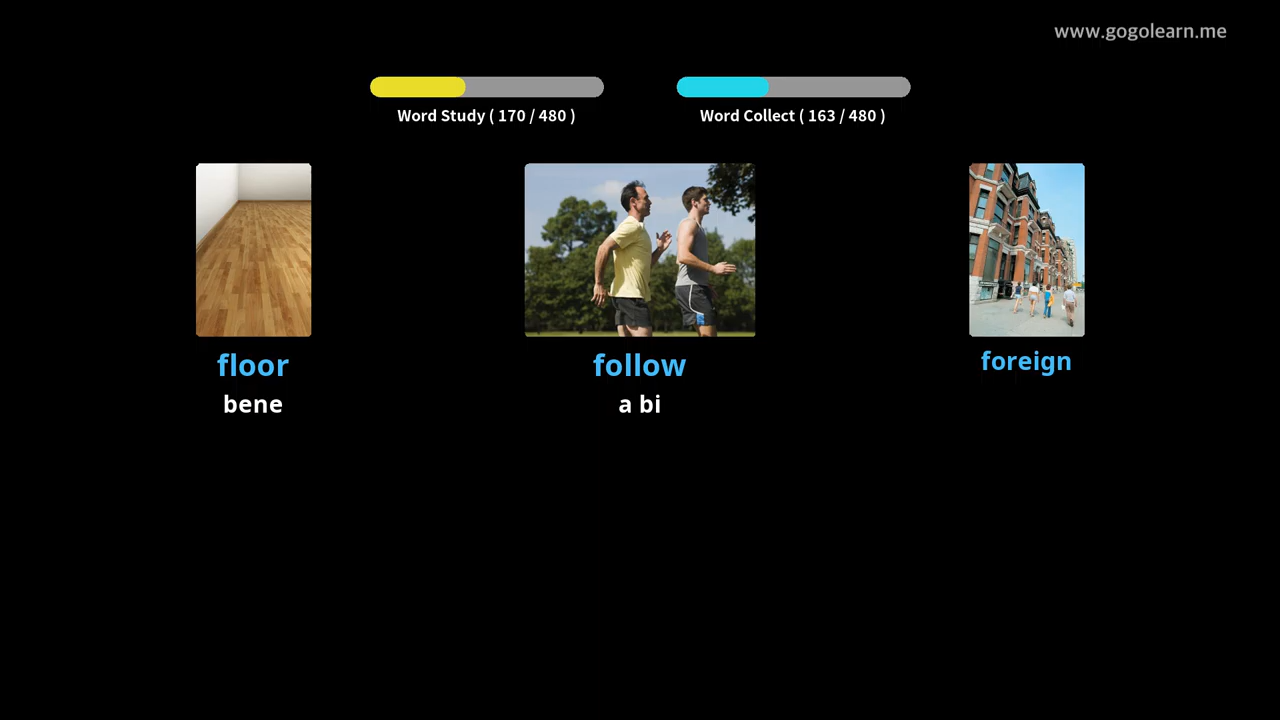 www.gogolearn.me
Word Study ( 170 / 480 )
Word Collect ( 163 / 480 )
floor
follow
foreign
bene
a bi